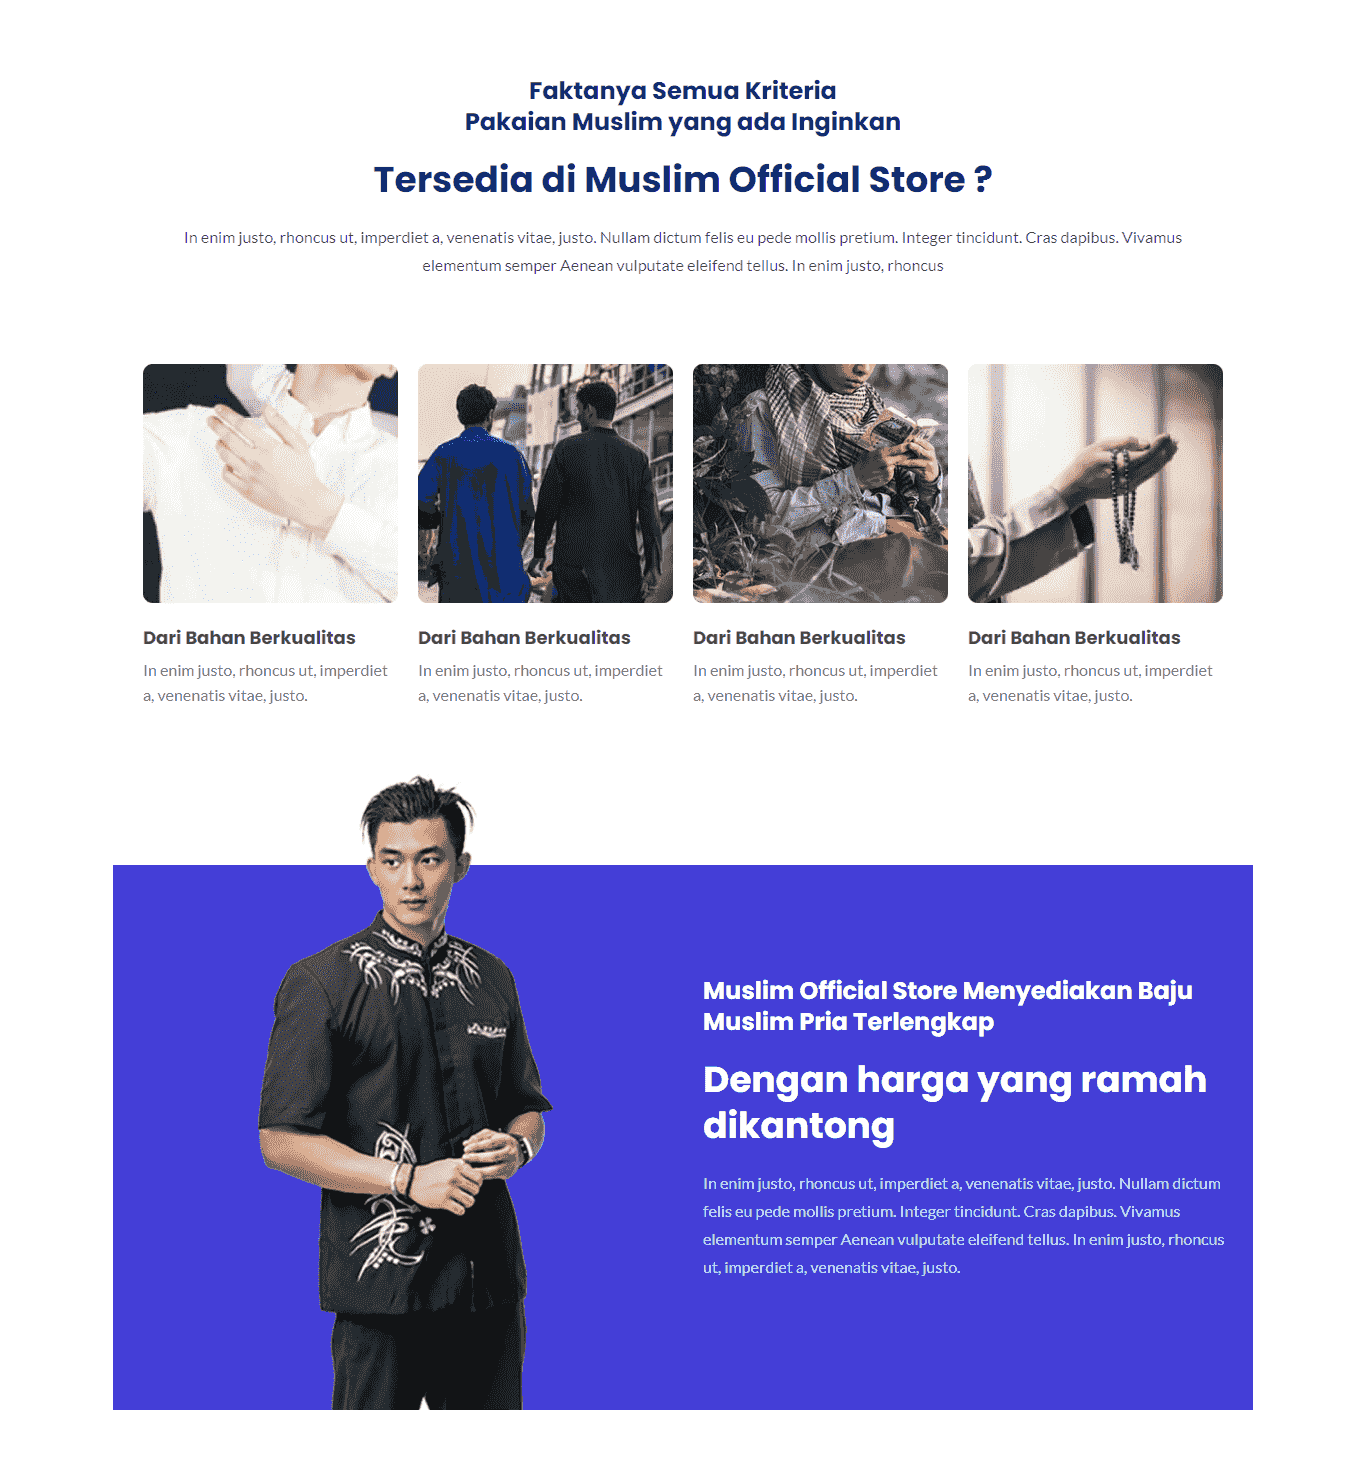 Faktanya Semua Kriteria
Pakaian Muslim yang ada Inginkan
Tersedia di Muslim Official Store ?
In enim justo, rhoncus ut, imperdiet a, venenatis vitae, justo. Nullam dictum felis eu pede mollis pretium. Integer tincidunt. Cras dapibus. Vivamus
elementum semper Aenean vulputate eleifend tellus. In enim justo, rhoncus
Dari Bahan Berkualitas
In enim justo, rhoncus ut, imperdiet
a, venenatis vitae, justo.
Dari Bahan Berkualitas
In enim justo, rhoncus ut, imperdiet
a, venenatis vitae, justo.
Dari Bahan Berkualitas
In enim justo, rhoncus ut, imperdiet
a, venenatis vitae, justo.
Dari Bahan Berkualitas
In enim justo, rhoncus ut, imperdiet
a, venenatis vitae, justo.
Muslim Official Store Menyediakan Baju
Muslim Pria Terlengkap
Dengan harga yang ramah
dikantong
In enim justo, rhoncus ut, imperdiet a, venenatis vitae, justo. Nullam dictum
felis eu pede mollis pretium. Integer tincidunt. Cras dapibus. Vivamus
elementum semper Aenean vulputate eleifend tellus. In enim justo, rhoncus
ut, imperdiet a, venenatis vitae, justo.